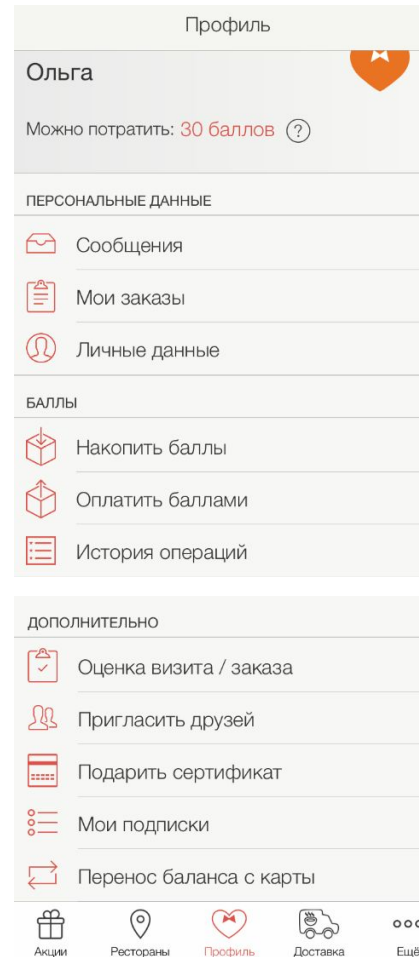 Профиль
Ольга
Можно потратить: 30 баллов ?
ПЕРСОНАЛЬНЫЕ ДАННЫЕ
Сообщения
Мои заказы
Личные данные
БАЛЛЫ
Накопить баллы
Оплатить баллами
История операций
ДОПОЛНИТЕЛЬНО
Оценка визита / заказа
Пригласить друзей
Подарить сертификат
Мои подписки
Перенос баланса с карты
Акции Рестораны Профиль Доставка Ещё